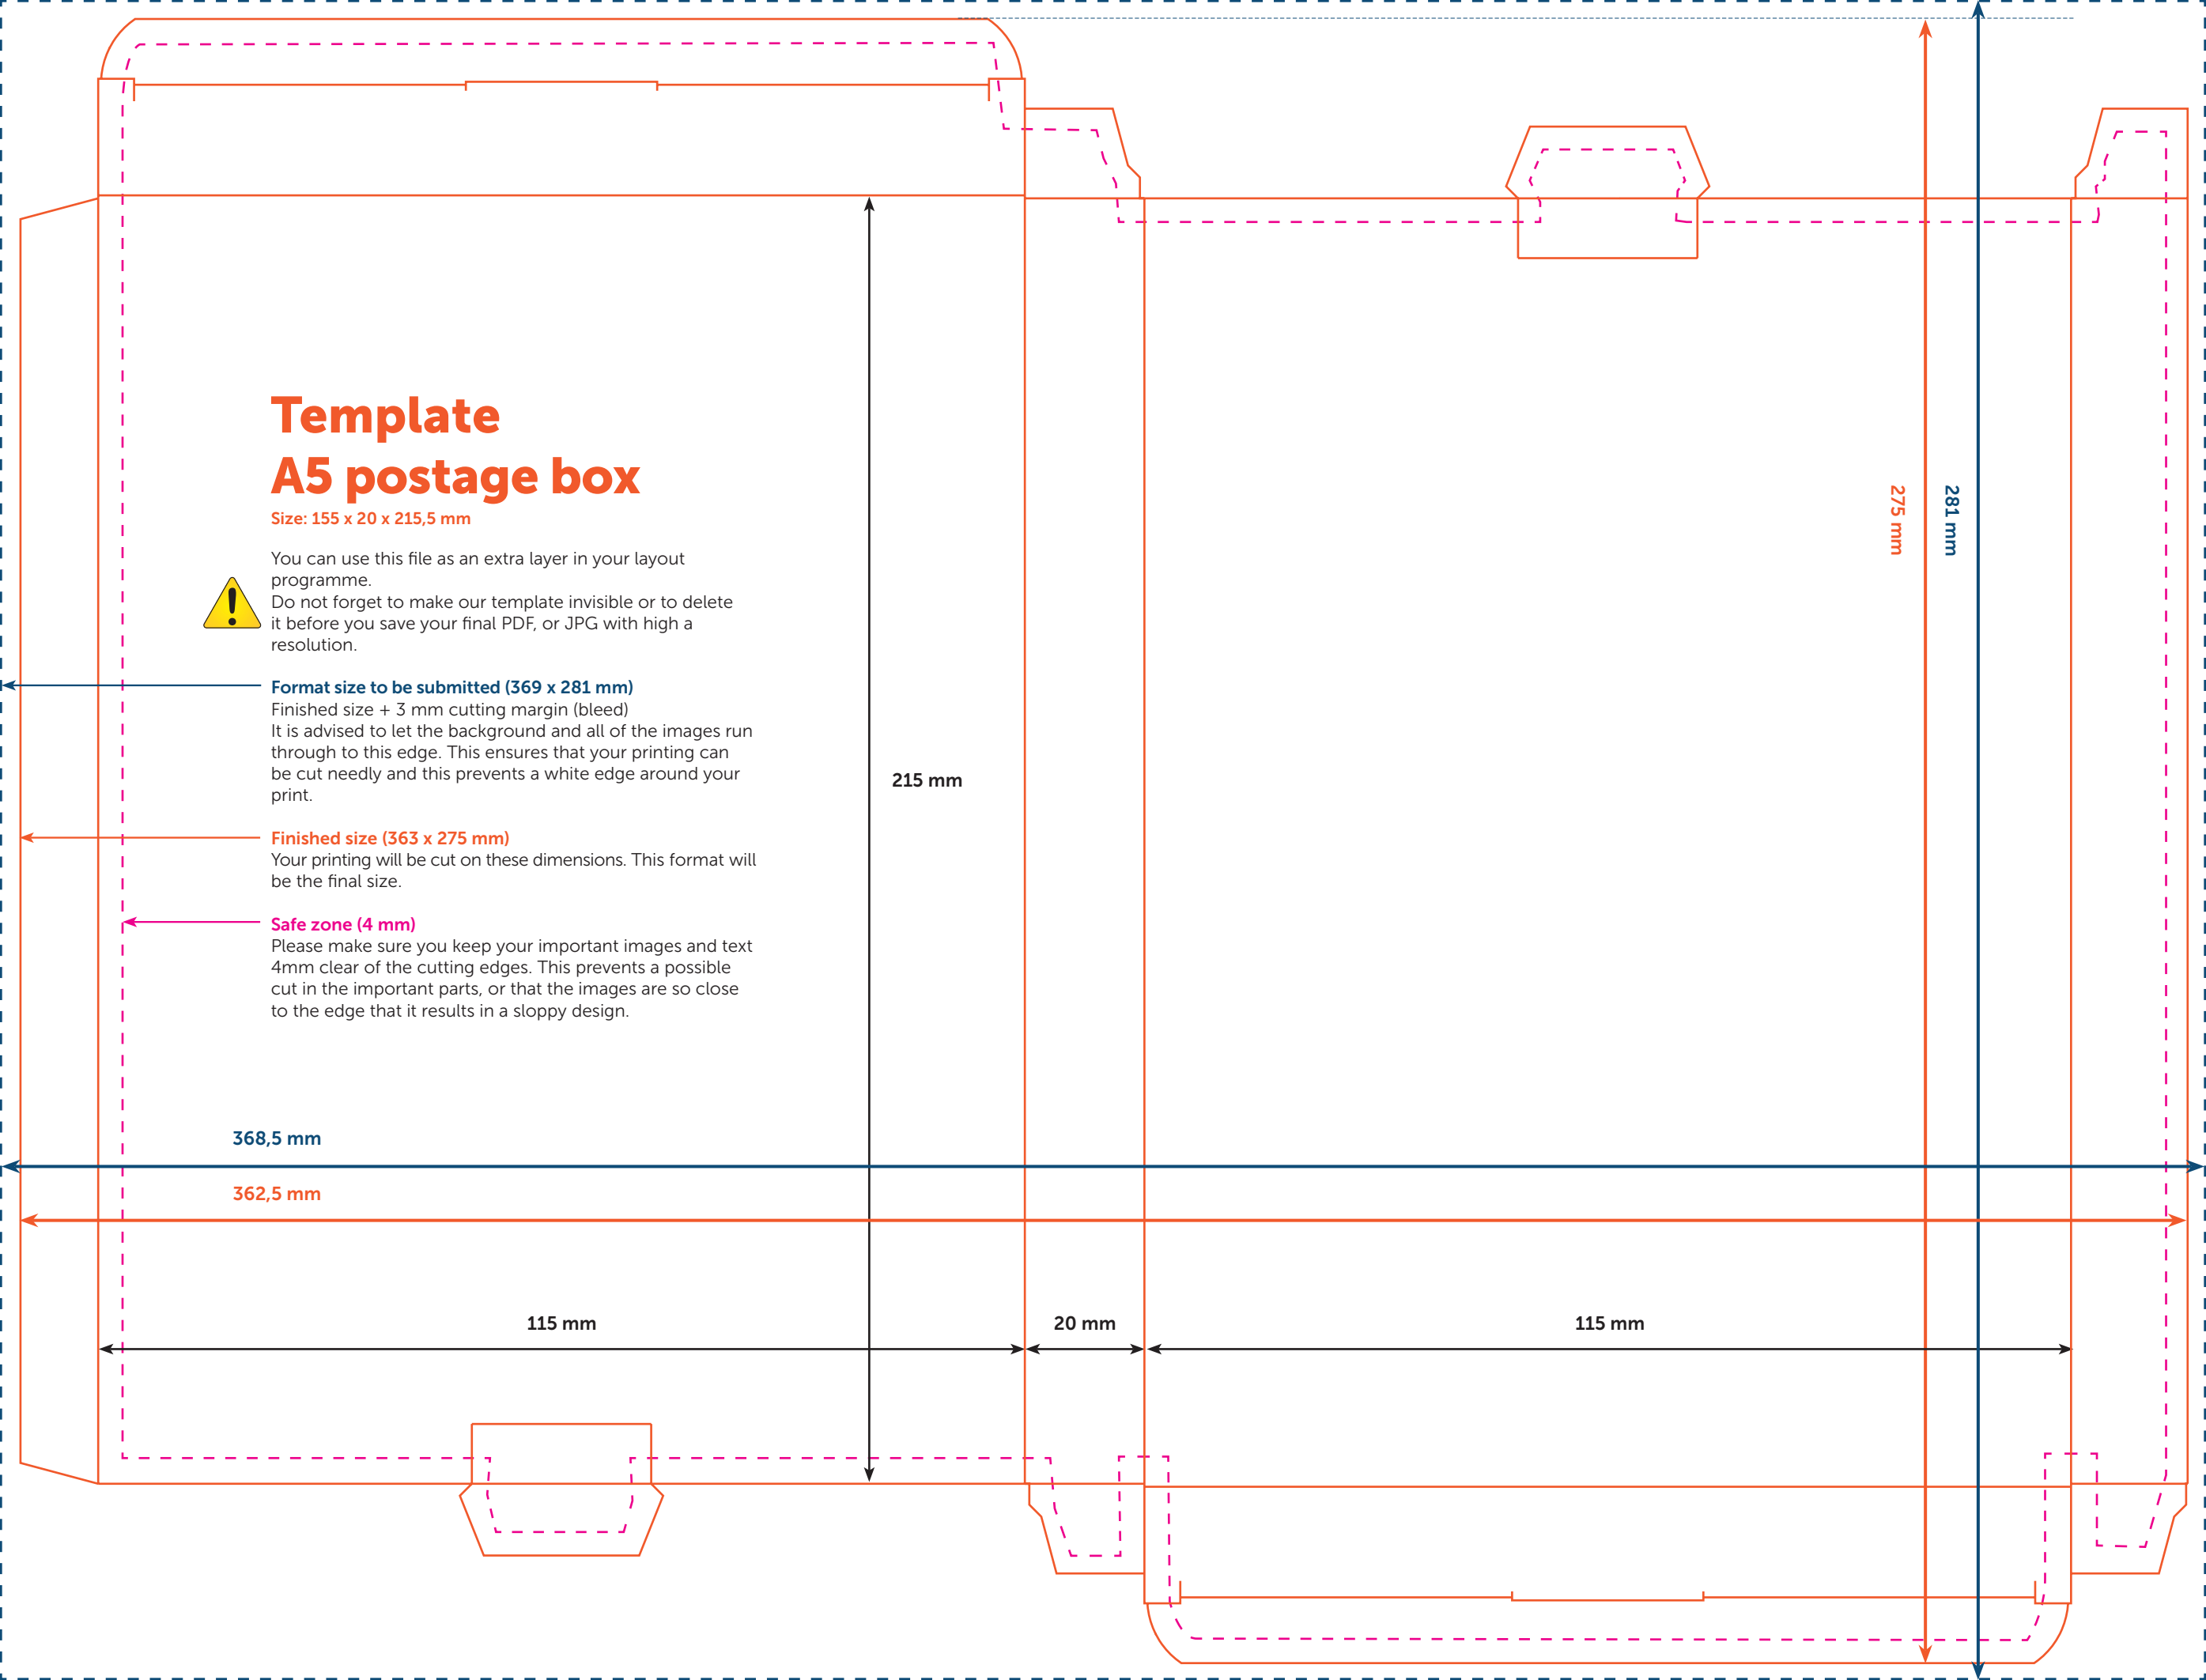 Template
A5 postage box
Size: 155 x 20 x 215,5 mm
You can use this file as an extra layer in your layout
programme.
Do not forget to make our template invisible or to delete
it before you save your final PDF, or JPG with high a
resolution.
Format size to be submitted (369 x 281 mm)
Finished size + 3 mm cutting margin (bleed)
It is advised to let the background and all of the images run
through to this edge. This ensures that your printing can
be cut needly and this prevents a white edge around your
print.
Finished size (363 x 275 mm)
Your printing will be cut on these dimensions. This format will
be the final size.
Safe zone (4 mm)
Please make sure you keep your important images and text
4mm clear of the cutting edges. This prevents a possible
cut in the important parts, or that the images are so close
to the edge that it results in a sloppy design.
368,5 mm
362,5 mm
115 mm
215 mm
20 mm
115 mm
275 mm
281 mm